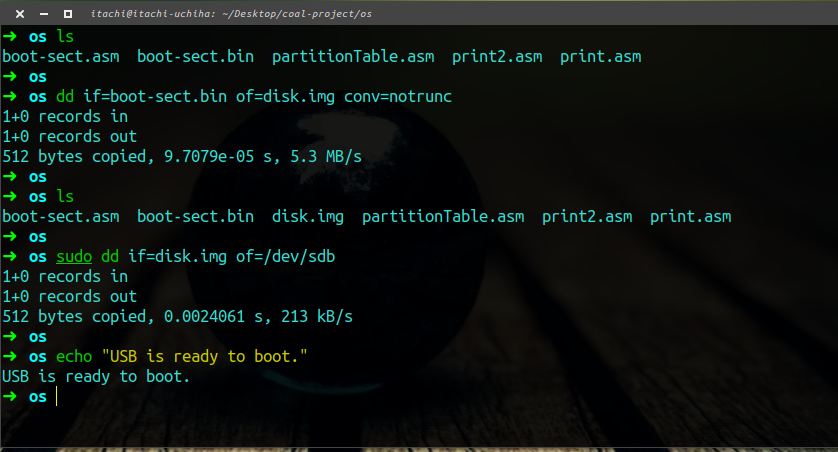 itachi@itachi-uchiha: ~/Desktop/coal-project/os
➜ os ls
boot-sect.asm boot-sect.bin partitionTable.asm print2.asm print.asm
➜ os
➜ os dd if=boot-sect.bin of=disk.img conv=notrunc
1+0 records in
1+0 records out
512 bytes copied, 9.7079e-05 s, 5.3 MB/s
➜ os
➜ os ls
boot-sect.asm boot-sect.bin disk.img partitionTable.asm print2.asm print.asm
➜ os
➜ os sudo dd if=disk.img of=/dev/sdb
1+0 records in
1+0 records out
512 bytes copied, 0.0024061 s, 213 kB/s
➜ os
➜ os echo "USB is ready to boot."
USB is ready to boot.
➜ os